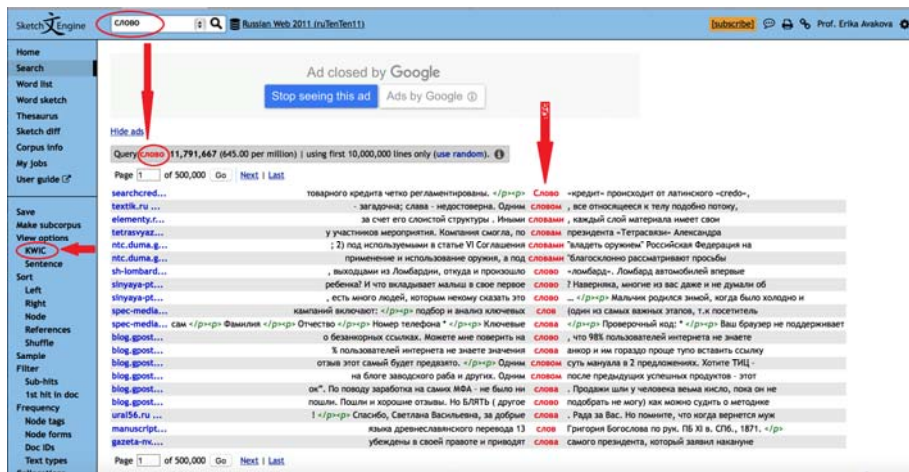 Sketch Engine
слово
Russian Web 2011 (ruTenTen11)
[subscribe]
Prof. Erika Avakova
Home
Search
Word list
Word sketch
Thesaurus
Sketch diff
Corpus info
My jobs
User guide
Save
Make subcorpus
View options
KWIC
Sentence
Sort
Left
Right
Node
References
Shuffle
Sample
Filter
Sub-hits
1st hit in doc
Frequency
Node tags
Node forms
Doc IDs
Text types
Ad closed by Google
Stop seeing this ad
Ads by Google
Hide ads
Query слово 11,791,667 (645.00 per million) | using first 10,000,000 lines only (use random).
Page 1 of 500,000 Go Next | Last
searchcred... товарного кредита четко регламентированы. </p><p> Слово «кредит» происходит от латинского «credo»,
textik.ru ... - загадочна; слава - недостоверна. Одним словом , все относящееся к телу подобно потоку,
elementy.r... за счет его слоистой структуры . Иными словами , каждый слой материала имеет свои
tetrasvyaz... у участников мероприятия. Компания смогла, по словам президента «Тетрасвязи» Александра
ntc.duma.g... ; 2) под используемыми в статье VI Соглашения словами "владеть оружием" Российская Федерация на
ntc.duma.g... применение и использование оружия, а под словами "благосклонно рассматривают просьбы
sh-lombard... , выходцами из Ломбардии, откуда и произошло слово «ломбард». Ломбард автомобилей впервые
sinyaya-pt... ребенка? И что вкладывает малыш в свое первое слово ? Наверняка, многие из вас даже и не думали об
sinyaya-pt... , есть много людей, которым некому сказать это слово ... </p><p> Мальчик родился зимой, когда было холодно и
spec-media... кампаний включают: </p><p> подбор и анализ ключевых слов (один из самых важных этапов, т.к посетитель
spec-media... сам </p><p> Фамилия </p><p> Отчество </p><p> Номер телефона * </p><p> Ключевые слова </p><p> Проверочный код: * </p><p> Ваш браузер не поддерживает
blog.gpost... о безанкорных ссылках. Можете мне поверить на слово , что 98% пользователей интернета не знаете
blog.gpost... % пользователей интернета не знаете значения слова анкор и им гораздо проще тупо вставить ссылку
blog.gpost... отзыв этот самый будет предвзято. </p><p> Одним словом суть мануала в 2 предложениях. Хотите ТИЦ -
blog.gpost... на блоге заводского раба и других. Одним словом после предыдущих успешных продуктов - этот
blog.gpost... ок". По поводу заработка на самих МФА - не было ни слова . Продажи шли у человека весьма кисло, пока он не
blog.gpost... пошли. Пошли и хорошие отзывы. Но БЛЯТЬ ( другое слово подобрать не могу) как можно судить о методике
ural56.ru ... ! </p><p> Спасибо, Светлана Васильевна, за добрые слова . Рада за Вас. Но помните, что когда вернется муж
manuscript... языка древнеславянского перевода 13 слов Григория Богослова по рук. ПБ XI в. СПб., 1871. </p>
gazeta-nv.... убеждены в своей правоте и приводят слова самого президента, который заявил накануне
Page 1 of 500,000 Go Next | Last